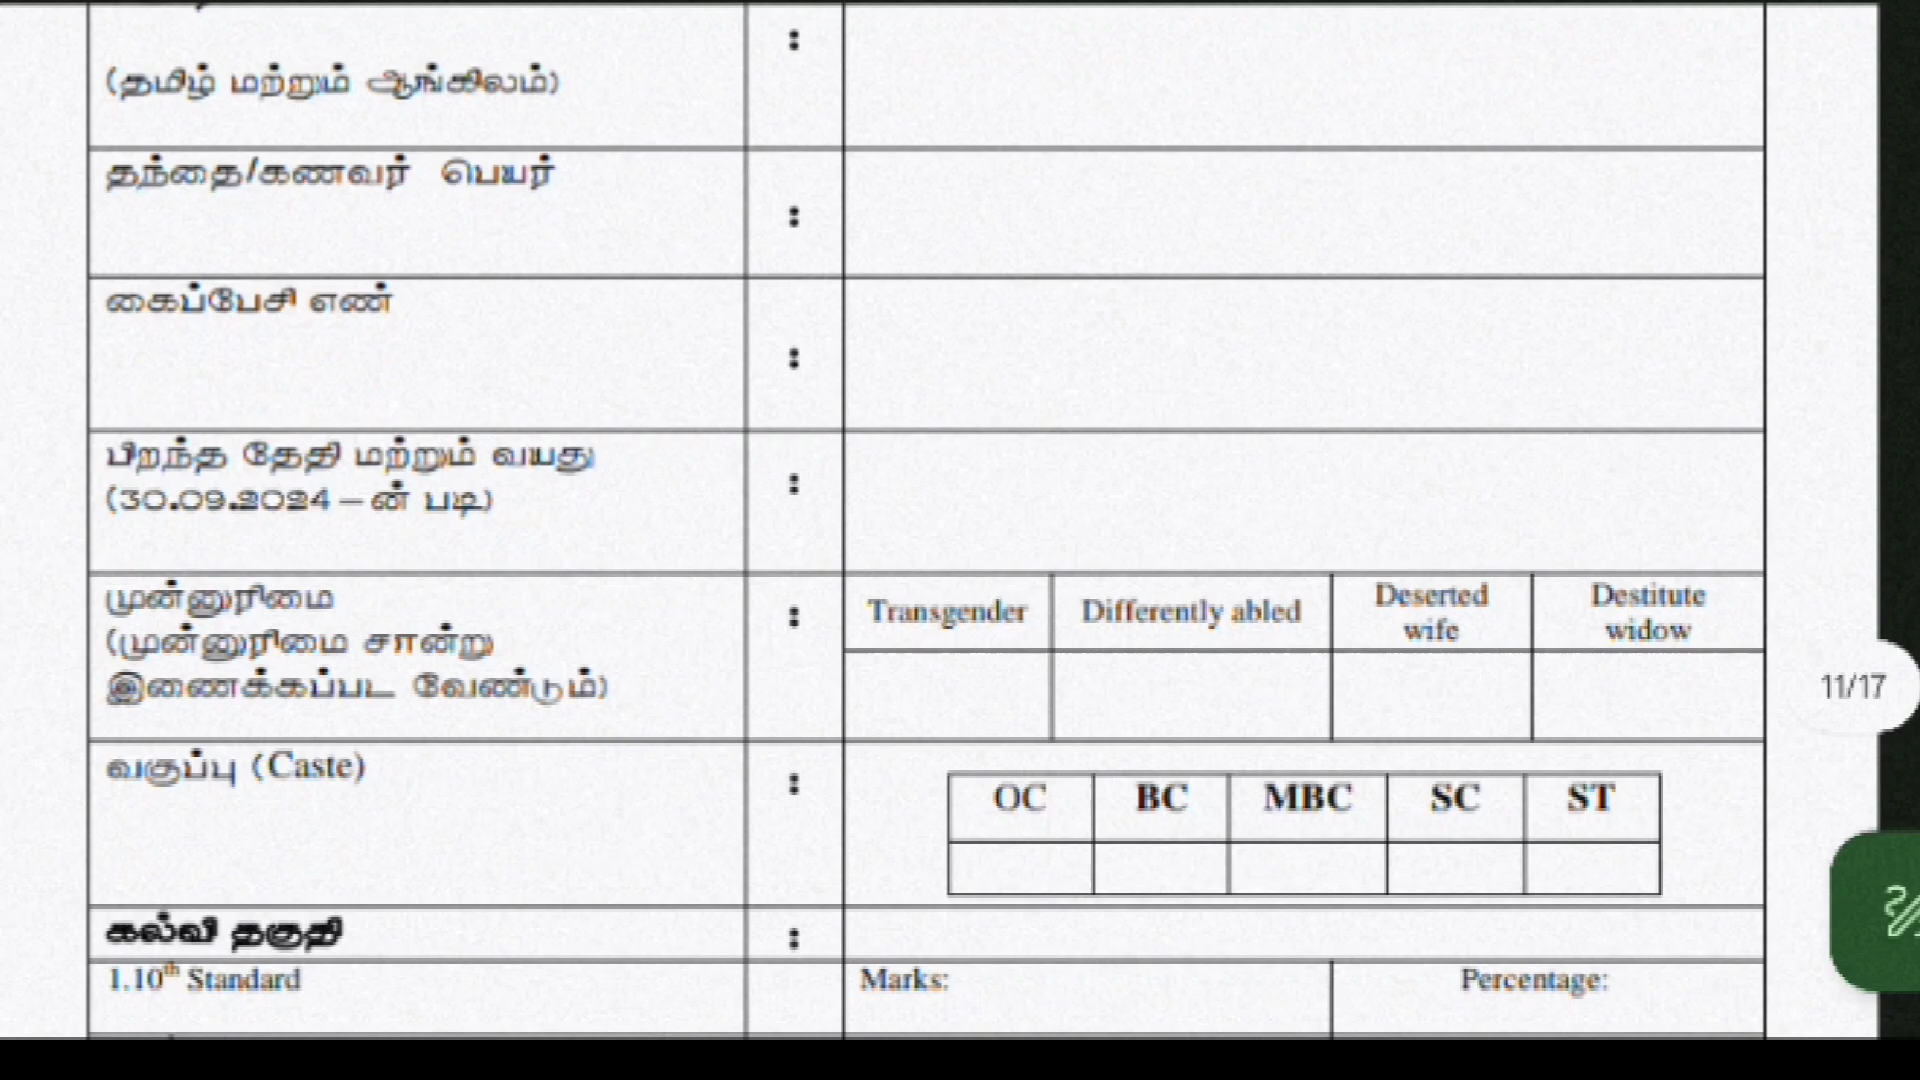 (தமிழ் மற்றும் ஆங்கிலம்)
:
தந்தை/கணவர் பெயர்
:
கைப்பேசி எண்
:
பிறந்த தேதி மற்றும் வயது
(30.09.2024 – ன் படி)
:
முன்னுரிமை
(முன்னுரிமை சான்று
இணைக்கப்பட வேண்டும்)
:
Transgender
Differently abled
Deserted
wife
Destitute
widow
11/17
வகுப்பு (Caste)
:
OC BC MBC SC ST
கல்வி தகுதி
:
1.10th Standard
Marks:
Percentage: